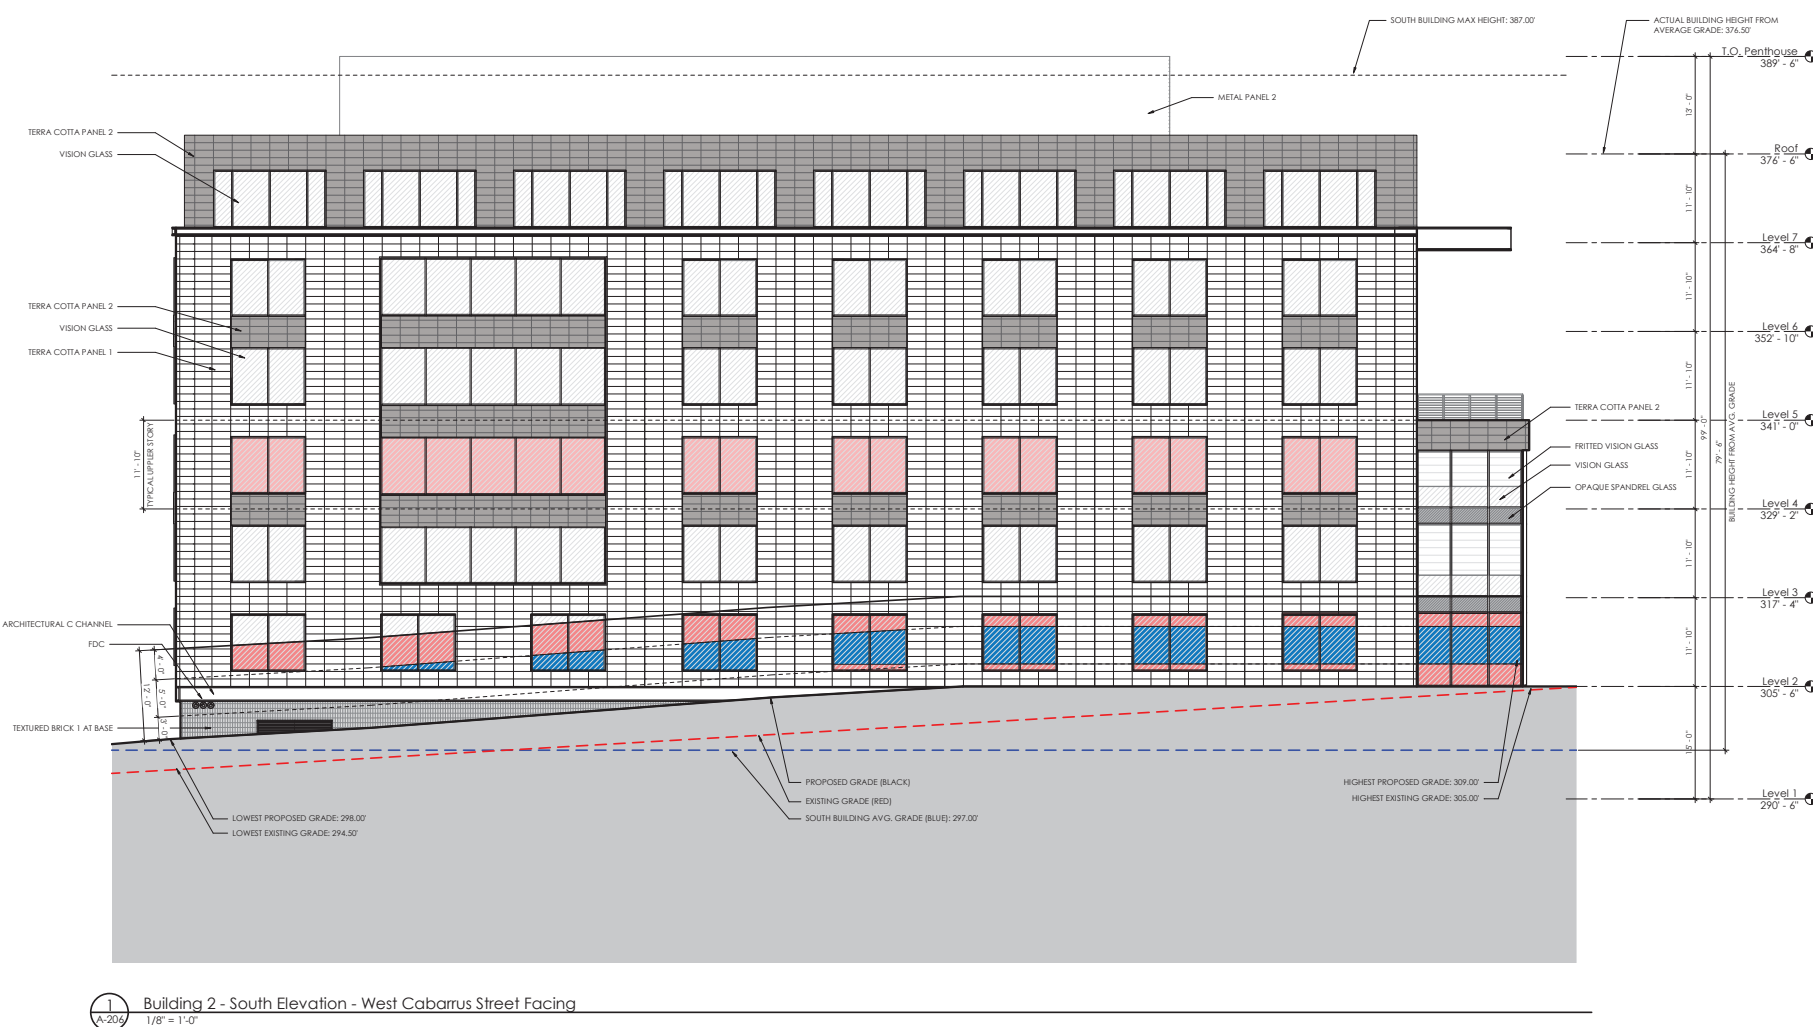 SOUTH BUILDING MAX HEIGHT: 387.00'
ACTUAL BUILDING HEIGHT FROM
AVERAGE GRADE: 376.50'
T.O. Penthouse
389' - 6"
METAL PANEL 2
13' - 0"
TERRA COTTA PANEL 2
VISION GLASS
Roof
376' - 6"
11' - 10"
Level 7
364' - 8"
11' - 10"
TERRA COTTA PANEL 2
VISION GLASS
TERRA COTTA PANEL 1
Level 6
352' - 10"
11' - 10"
TERRA COTTA PANEL 2
Level 5
341' - 0"
11' - 10"
TYPICAL UPPLER STORY
FRITTED VISION GLASS
VISION GLASS
OPAQUE SPANDREL GLASS
11' - 10"
99' - 0"
79' - 6"
BUILDING HEIGHT FROM AVG. GRADE
Level 4
329' - 2"
11' - 10"
Level 3
317' - 4"
ARCHITECTURAL C CHANNEL
FDC
11' - 10"
4' - 0"
12' - 0"
5' - 0"
3' - 0"
Level 2
305' - 6"
TEXTURED BRICK 1 AT BASE
15' - 0"
PROPOSED GRADE (BLACK)
EXISTING GRADE (RED)
SOUTH BUILDING AVG. GRADE (BLUE): 297.00'
HIGHEST PROPOSED GRADE: 309.00'
HIGHEST EXISTING GRADE: 305.00'
Level 1
290' - 6"
LOWEST PROPOSED GRADE: 298.00'
LOWEST EXISTING GRADE: 294.50'
1
A-206
Building 2 - South Elevation - West Cabarrus Street Facing
1/8" = 1'-0"